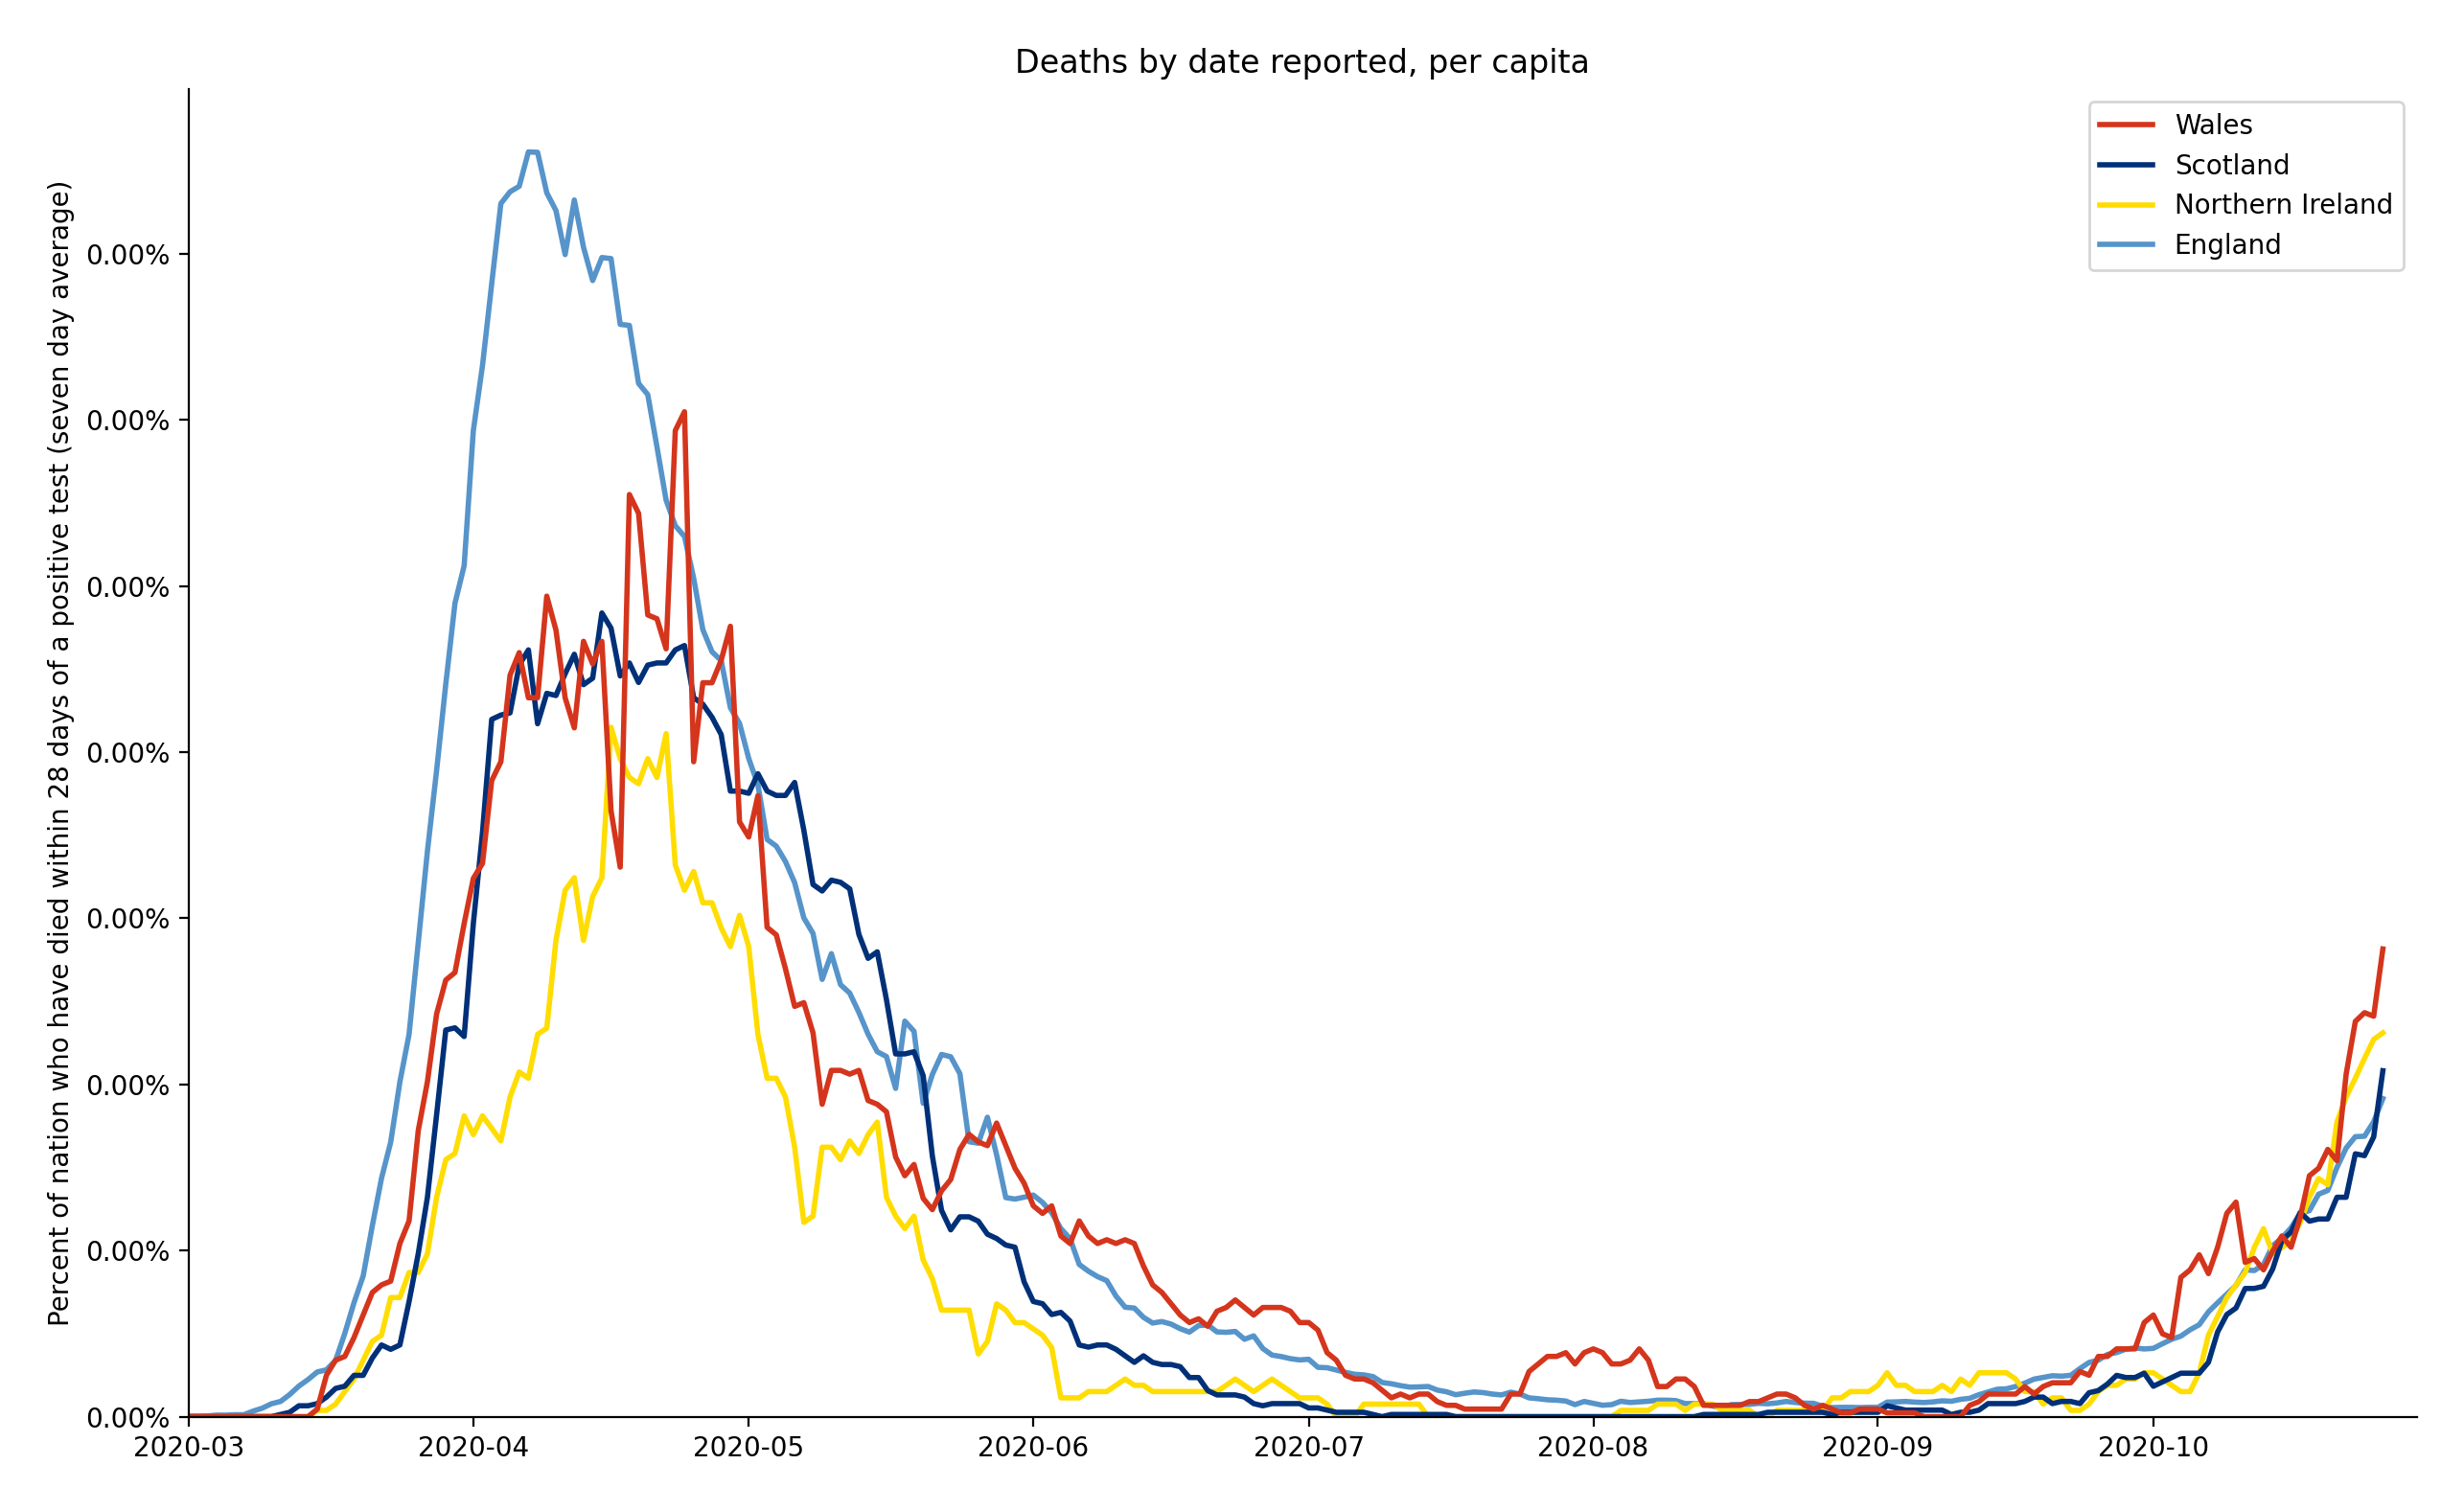 Deaths by date reported, per capita
Wales
Scotland
Northern Ireland
England
Percent of nation who have died within 28 days of a positive test (seven day average)
0.00%
0.00%
0.00%
0.00%
0.00%
0.00%
0.00%
0.00%
2020-03
2020-04
2020-05
2020-06
2020-07
2020-08
2020-09
2020-10